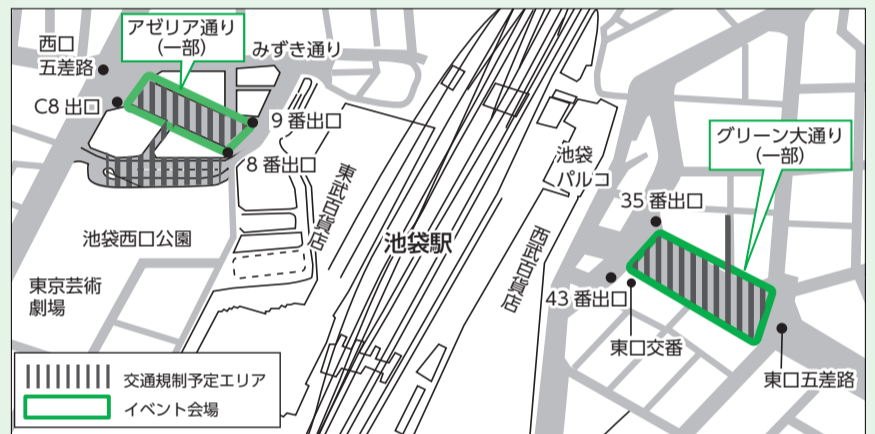 アゼリア通り
(一部)
西口
五差路
みずき通り
C8 出口
9 番出口
8 番出口
池袋西口公園
東京芸術
劇場
東武百貨店
池袋駅
西武百貨店
池袋
パルコ
グリーン大通り
(一部)
35 番出口
43 番出口
東口交番
東口五差路
交通規制予定エリア
イベント会場